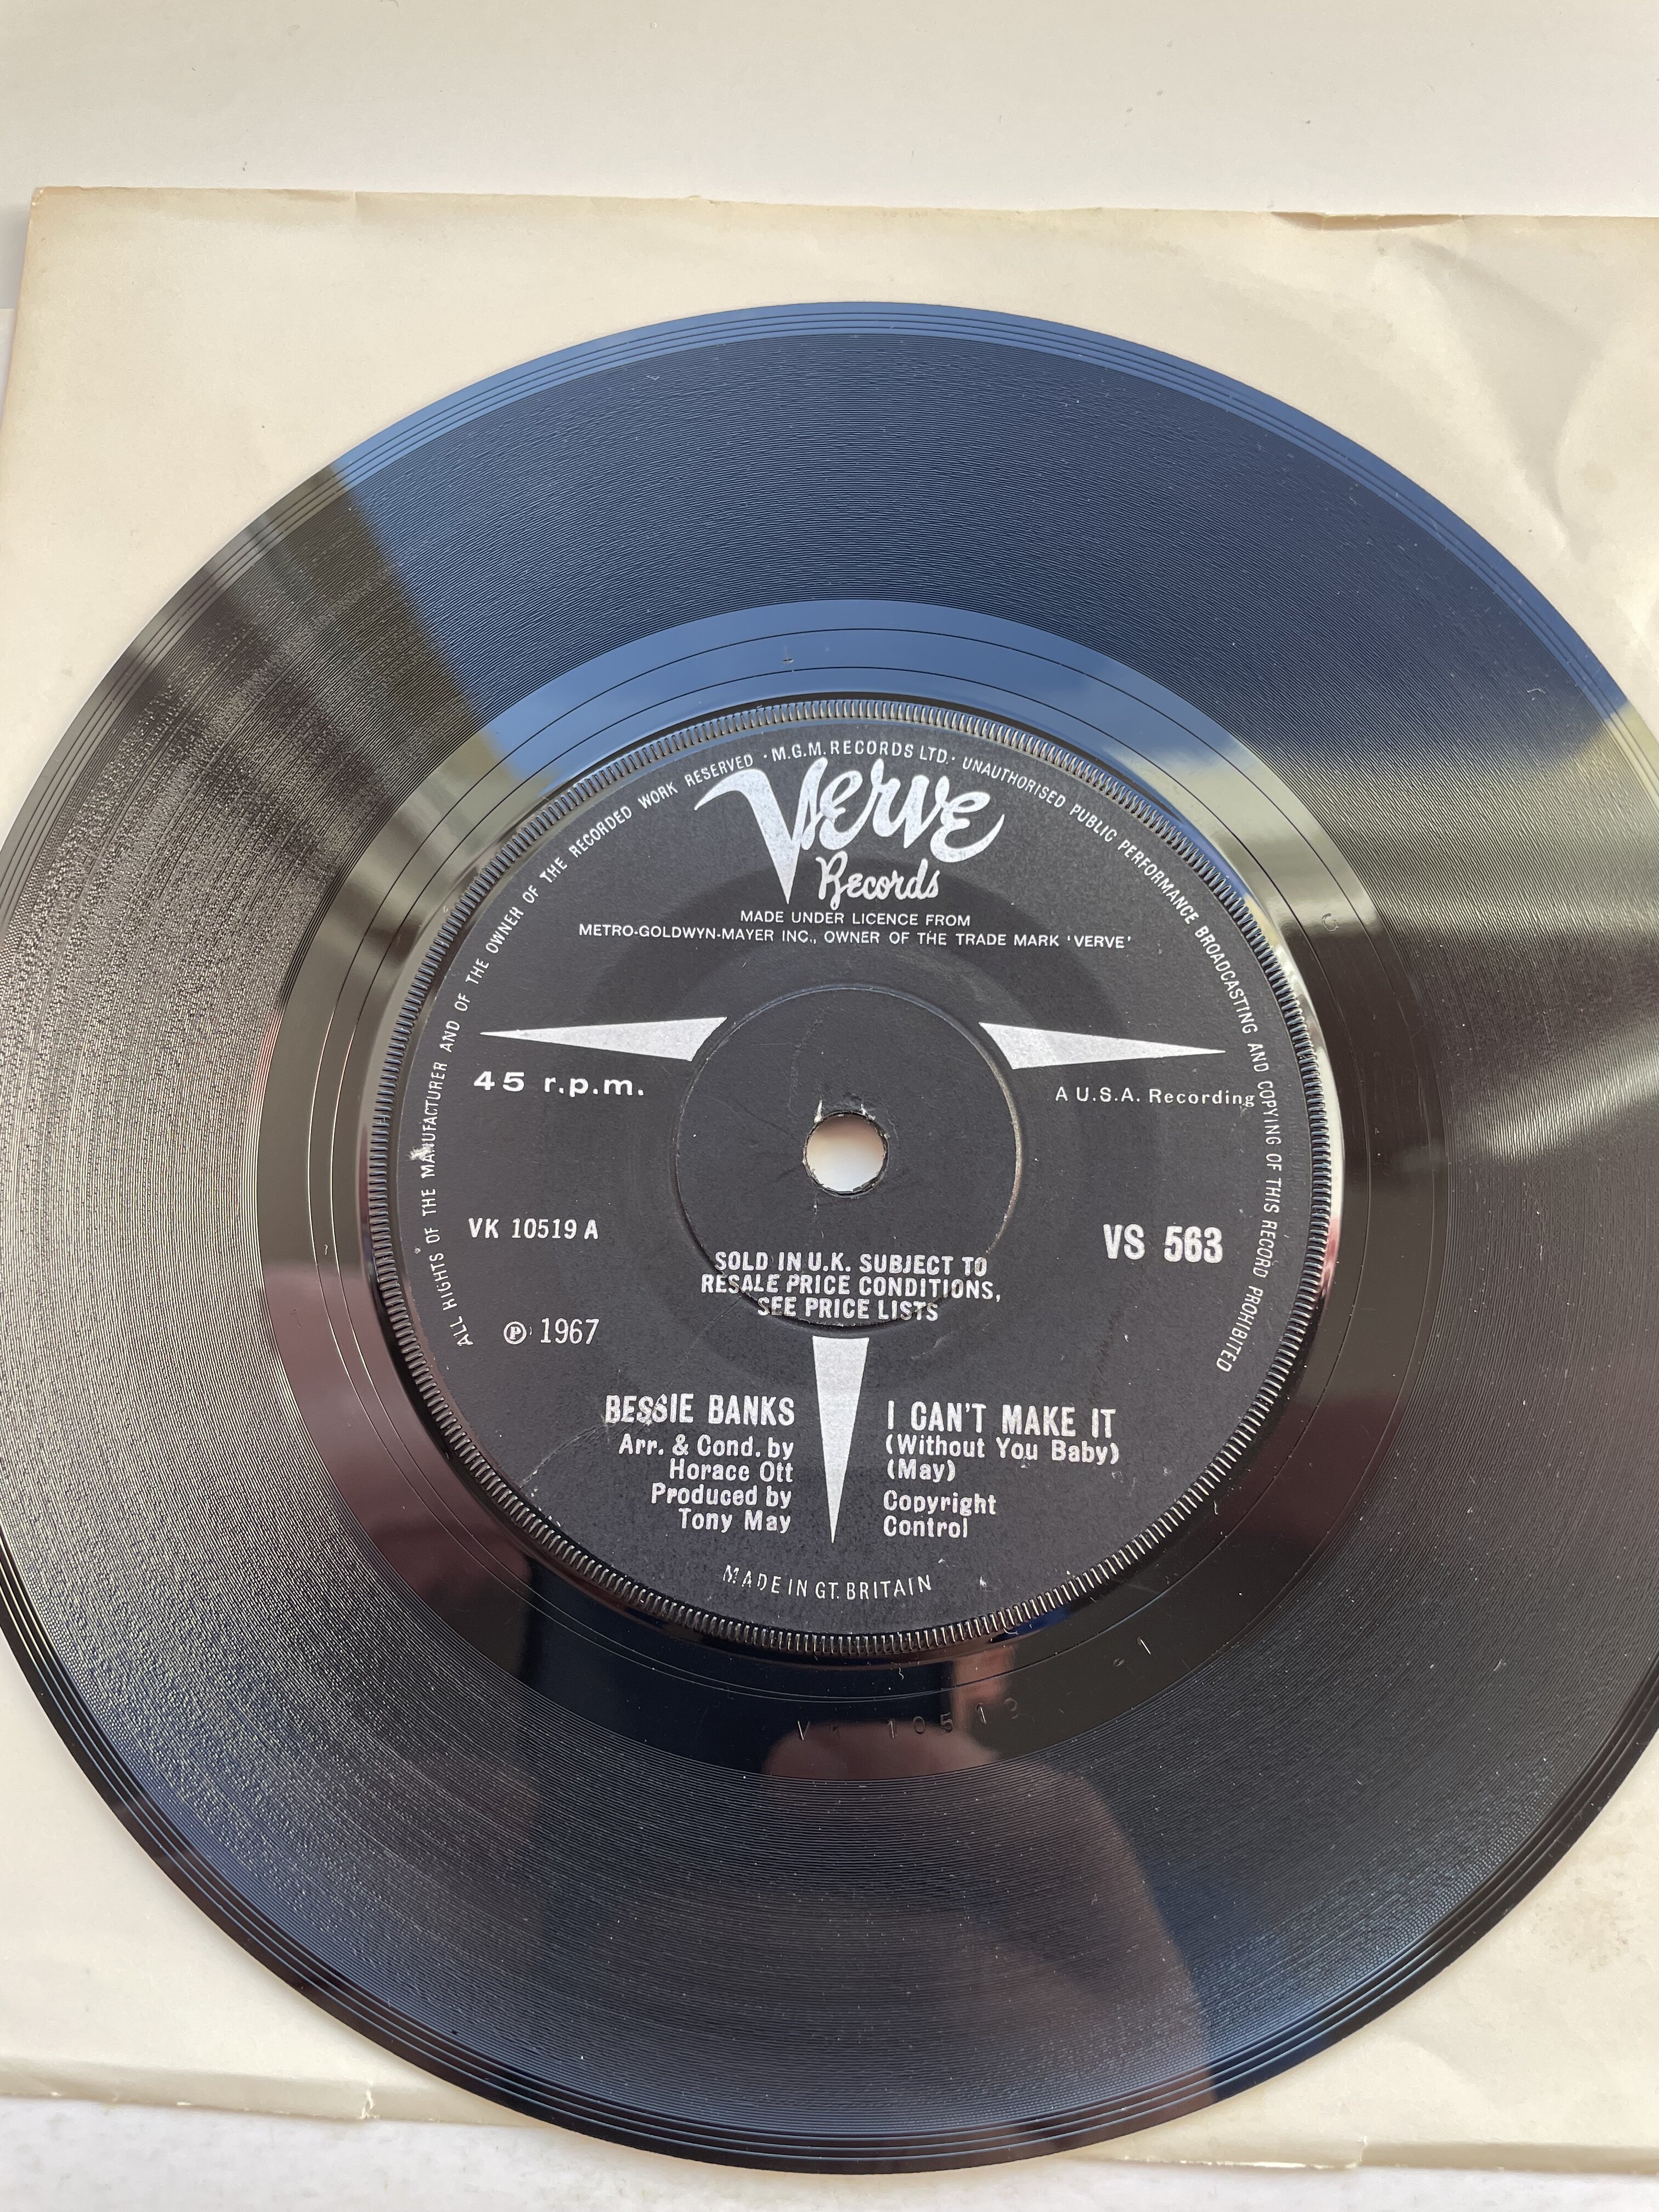 ALL RIGHTS OF THE MANUFACTURER AND OF THE OWNER OF THE RECORDED WORK RESERVED · M.G.M. RECORDS LTD. · UNAUTHORISED PUBLIC PERFORMANCE BROADCASTING AND COPYING OF THIS RECORD PROHIBITED
Verve
Records
MADE UNDER LICENCE FROM
METRO-GOLDWYN-MAYER INC., OWNER OF THE TRADE MARK 'VERVE'
45 r.p.m.
A U.S.A. Recording
VK 10519 A
VS 563
SOLD IN U.K. SUBJECT TO
RESALE PRICE CONDITIONS,
SEE PRICE LISTS
℗ 1967
BESSIE BANKS
Arr. & Cond. by
Horace Ott
Produced by
Tony May
I CAN'T MAKE IT
(Without You Baby)
(May)
Copyright
Control
MADE IN GT. BRITAIN